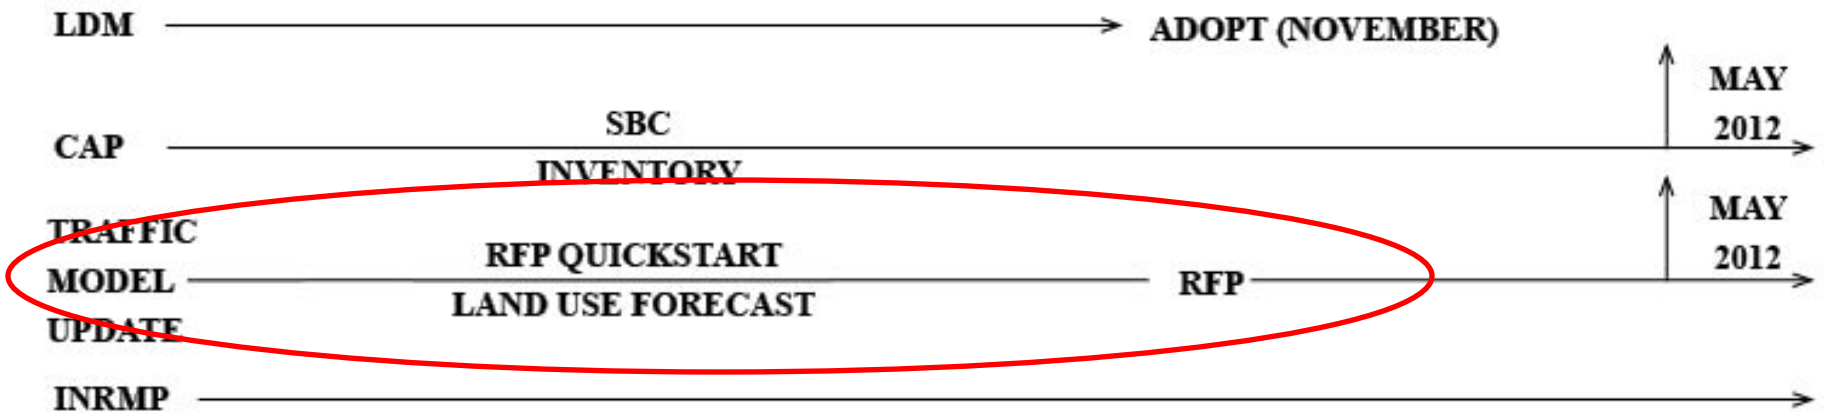 LDM ADOPT (NOVEMBER)
MAY
2012
SBC
CAP
INVENTORY
TRAFFIC
MODEL
UPDATE
RFP QUICKSTART
LAND USE FORECAST
RFP
MAY
2012
INRMP